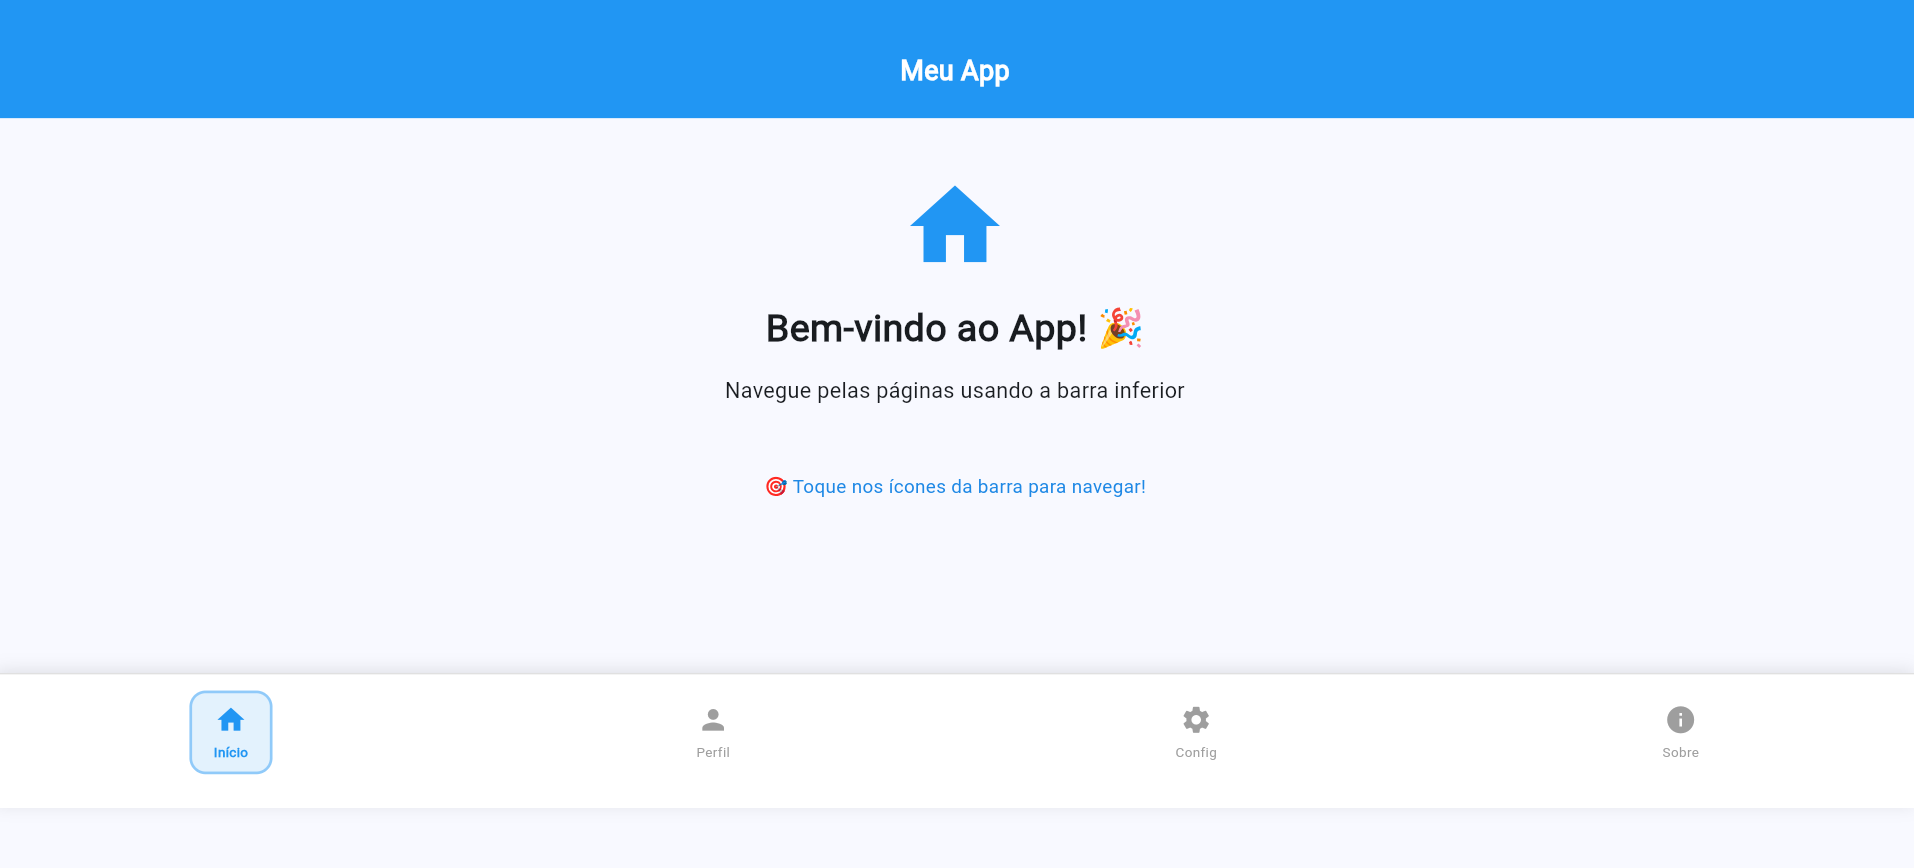 Meu App
Bem-vindo ao App! 🎉
Navegue pelas páginas usando a barra inferior
🎯 Toque nos ícones da barra para navegar!
Início
Perfil
Config
Sobre